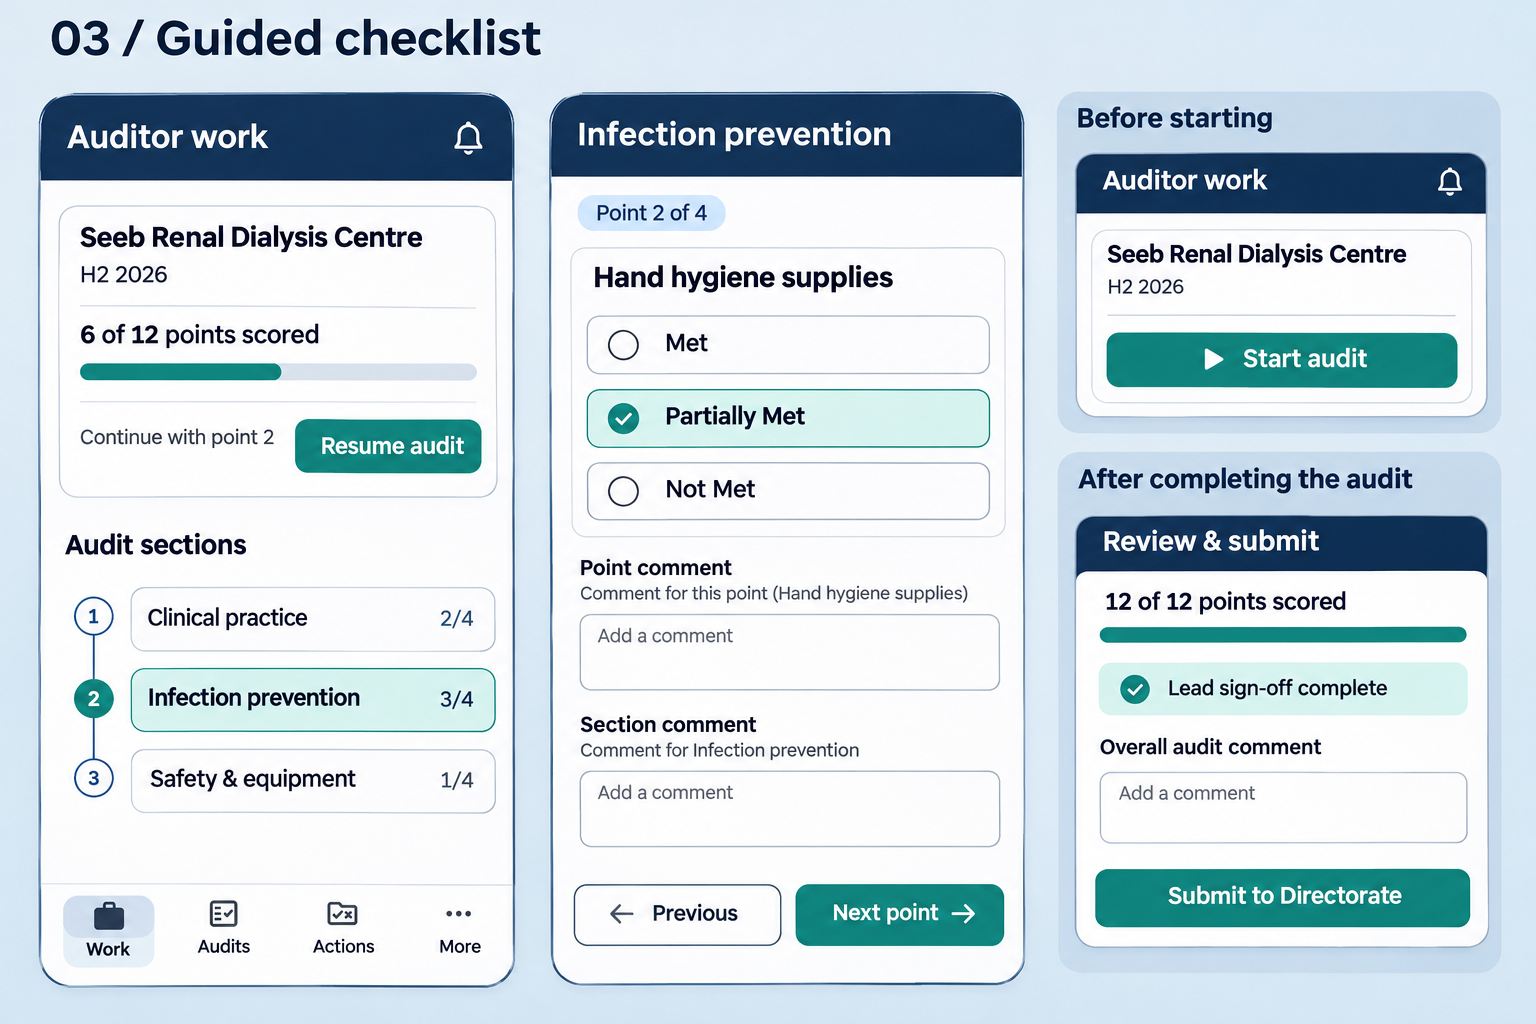 03 / Guided checklist
Auditor work
Seeb Renal Dialysis Centre
H2 2026
6 of 12 points scored
Continue with point 2
Resume audit
Audit sections
1
Clinical practice
2/4
2
Infection prevention
3/4
3
Safety & equipment
1/4
Work
Audits
Actions
More
Infection prevention
Point 2 of 4
Hand hygiene supplies
Met
Partially Met
Not Met
Point comment
Comment for this point (Hand hygiene supplies)
Add a comment
Section comment
Comment for Infection prevention
Add a comment
← Previous
Next point →
Before starting
Auditor work
Seeb Renal Dialysis Centre
H2 2026
Start audit
After completing the audit
Review & submit
12 of 12 points scored
Lead sign-off complete
Overall audit comment
Add a comment
Submit to Directorate